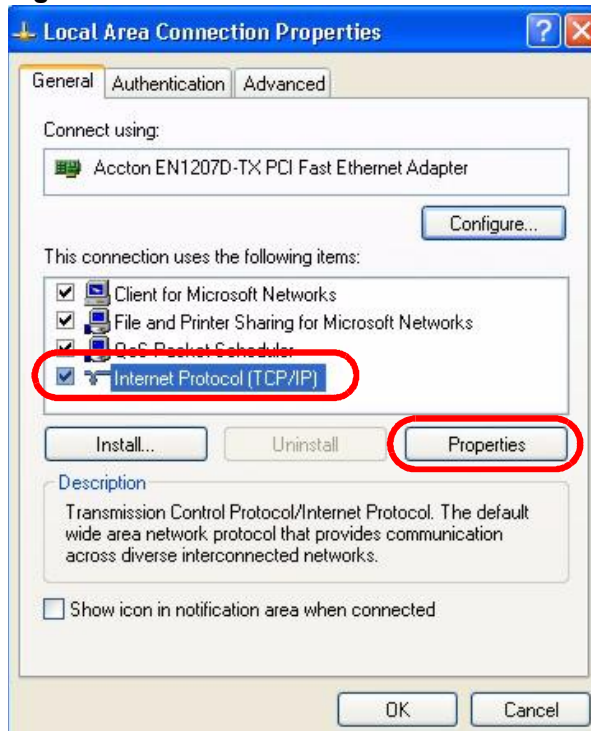 Local Area Connection Properties
General Authentication Advanced
Connect using:
Accton EN1207D-TX PCI Fast Ethernet Adapter
Configure...
This connection uses the following items:
Client for Microsoft Networks
File and Printer Sharing for Microsoft Networks
QoS Packet Scheduler
Internet Protocol (TCP/IP)
Install... Uninstall Properties
Description
Transmission Control Protocol/Internet Protocol. The default
wide area network protocol that provides communication
across diverse interconnected networks.
Show icon in notification area when connected
OK Cancel